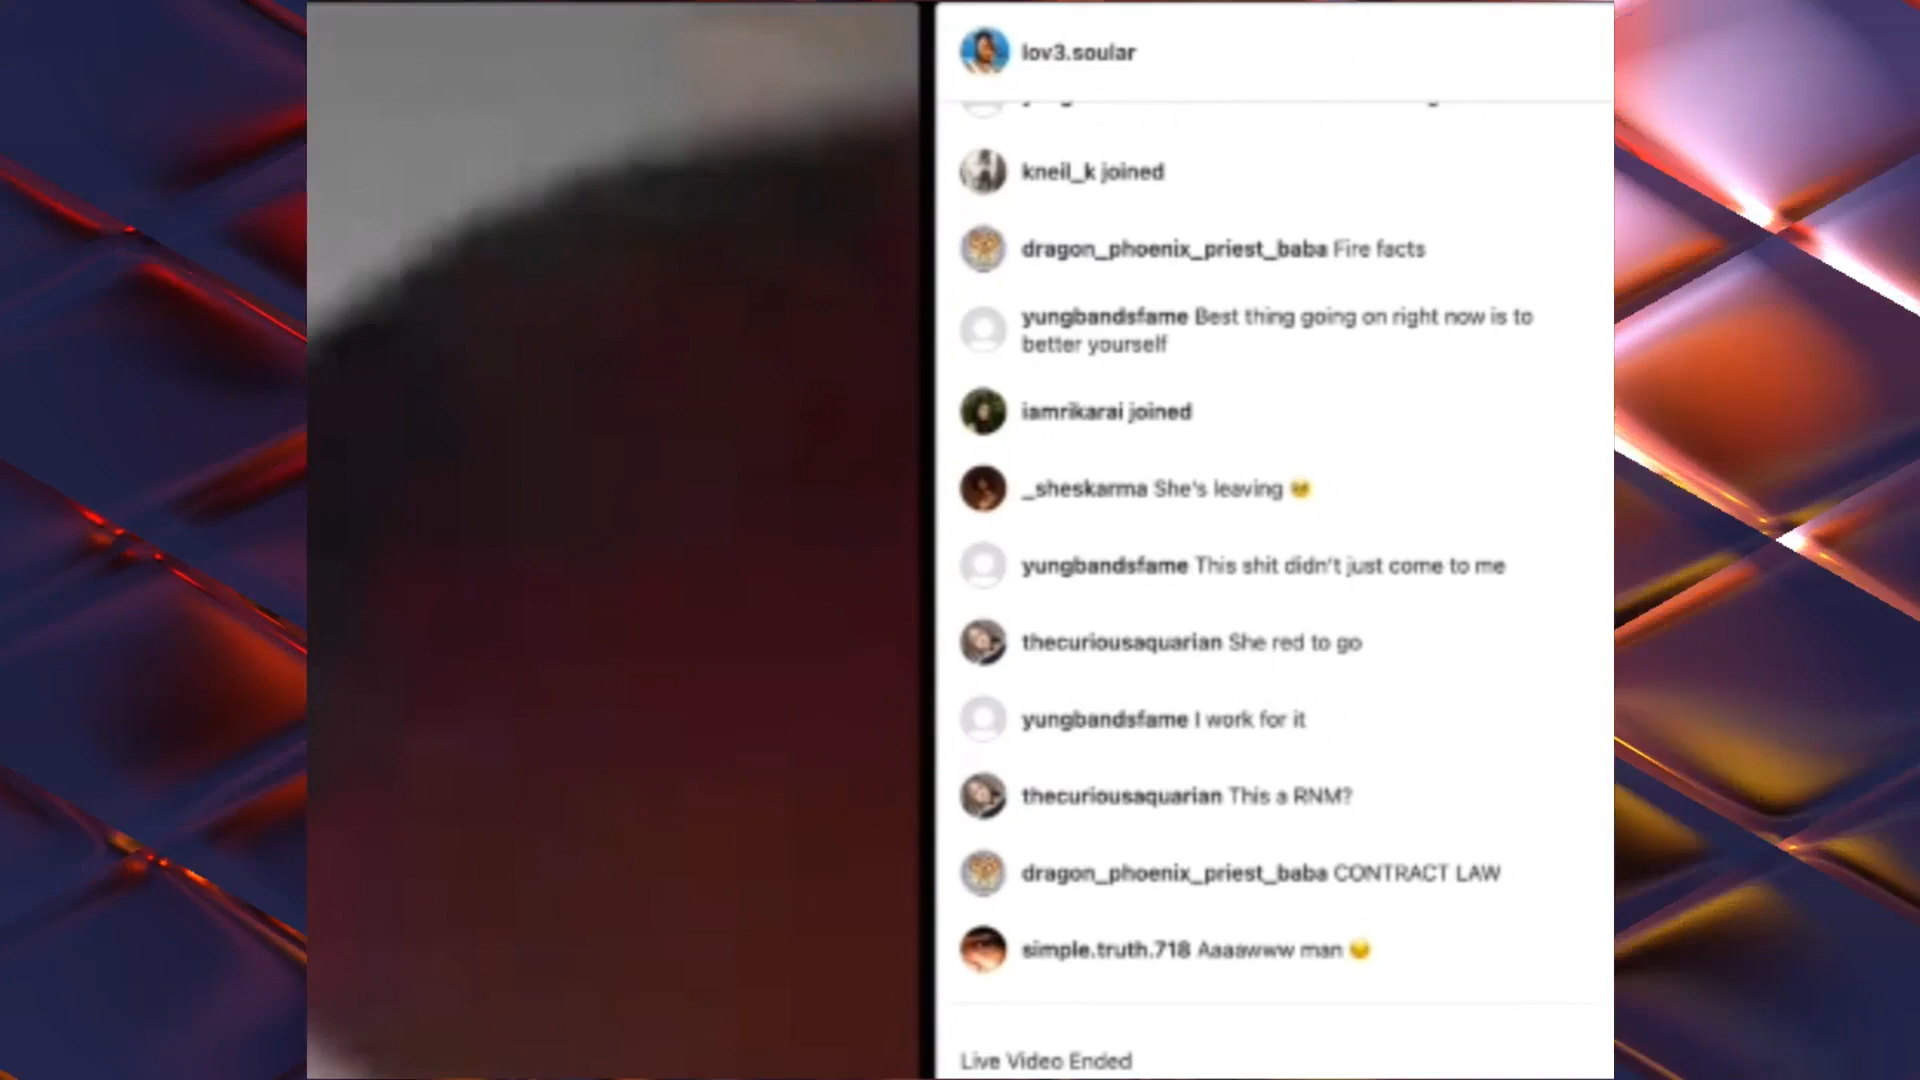 lov3.soular
kneil_k joined
dragon_phoenix_priest_baba Fire facts
yungbandsfame Best thing going on right now is to
better yourself
iamrikarai joined
_sheskarma She's leaving 🥺
yungbandsfame This shit didn't just come to me
thecuriousaquarian She red to go
yungbandsfame I work for it
thecuriousaquarian This a RNM?
dragon_phoenix_priest_baba CONTRACT LAW
simple.truth.718 Aaaawww man
Live Video Ended